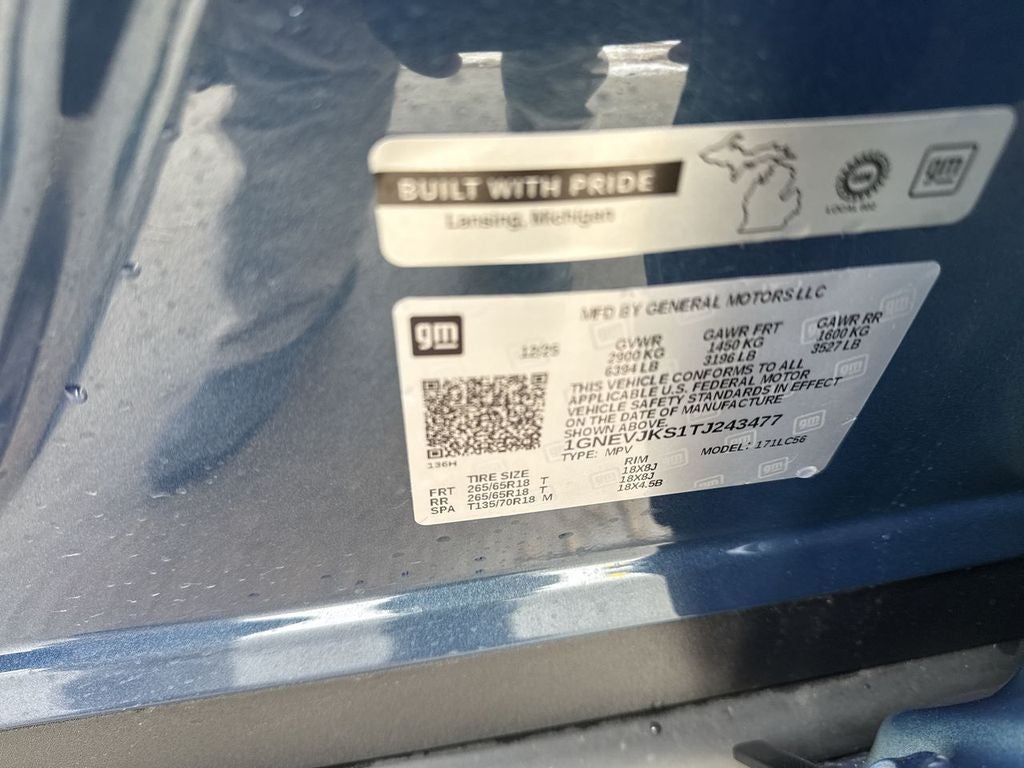 BUILT WITH PRIDE
Lansing, Michigan
gm
gm
MFD BY GENERAL MOTORS LLC
12/25
GVWR GAWR FRT GAWR RR
2900 KG 1450 KG 1600 KG
6394 LB 3196 LB 3527 LB
THIS VEHICLE CONFORMS TO ALL
APPLICABLE U.S. FEDERAL MOTOR
VEHICLE SAFETY STANDARDS IN EFFECT
ON THE DATE OF MANUFACTURE
SHOWN ABOVE.
1GNEVJKS1TJ243477
TYPE: MPV MODEL: 171LC56
136H
TIRE SIZE RIM
FRT 265/65R18 T 18X8J
RR 265/65R18 T 18X8J
SPA T135/70R18 M 18X4.5B